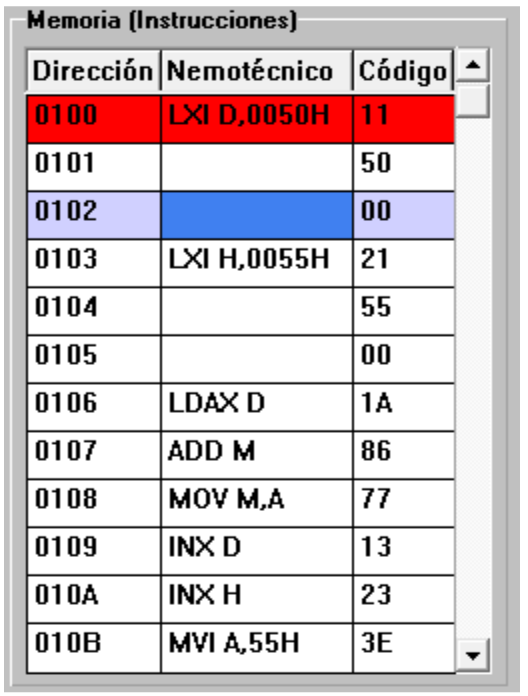 Memoria (Instrucciones)
Dirección Nemotécnico Código
0100 LXI D,0050H 11
0101 50
0102 00
0103 LXI H,0055H 21
0104 55
0105 00
0106 LDAX D 1A
0107 ADD M 86
0108 MOV M,A 77
0109 INX D 13
010A INX H 23
010B MVI A,55H 3E